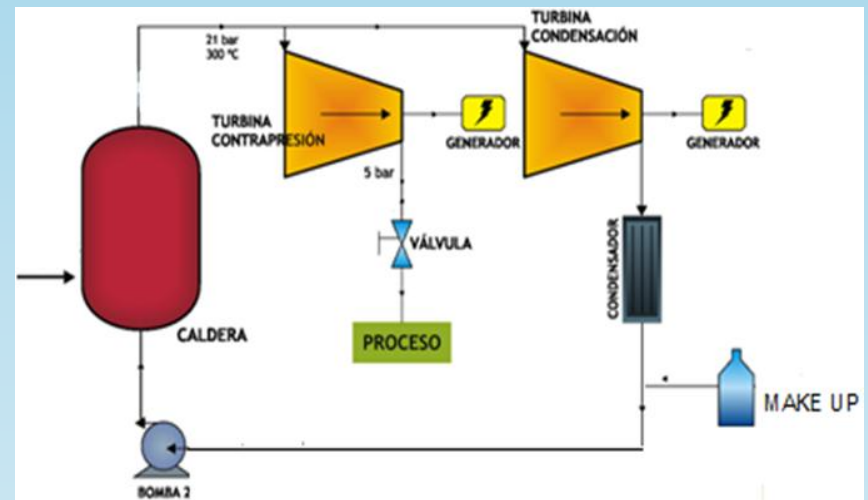 TURBINA
CONDENSACIÓN
21 bar
300 ºC
TURBINA
CONTRAPRESIÓN
GENERADOR
GENERADOR
5 bar
VÁLVULA
CONDENSADOR
PROCESO
CALDERA
MAKE UP
BOMBA 2